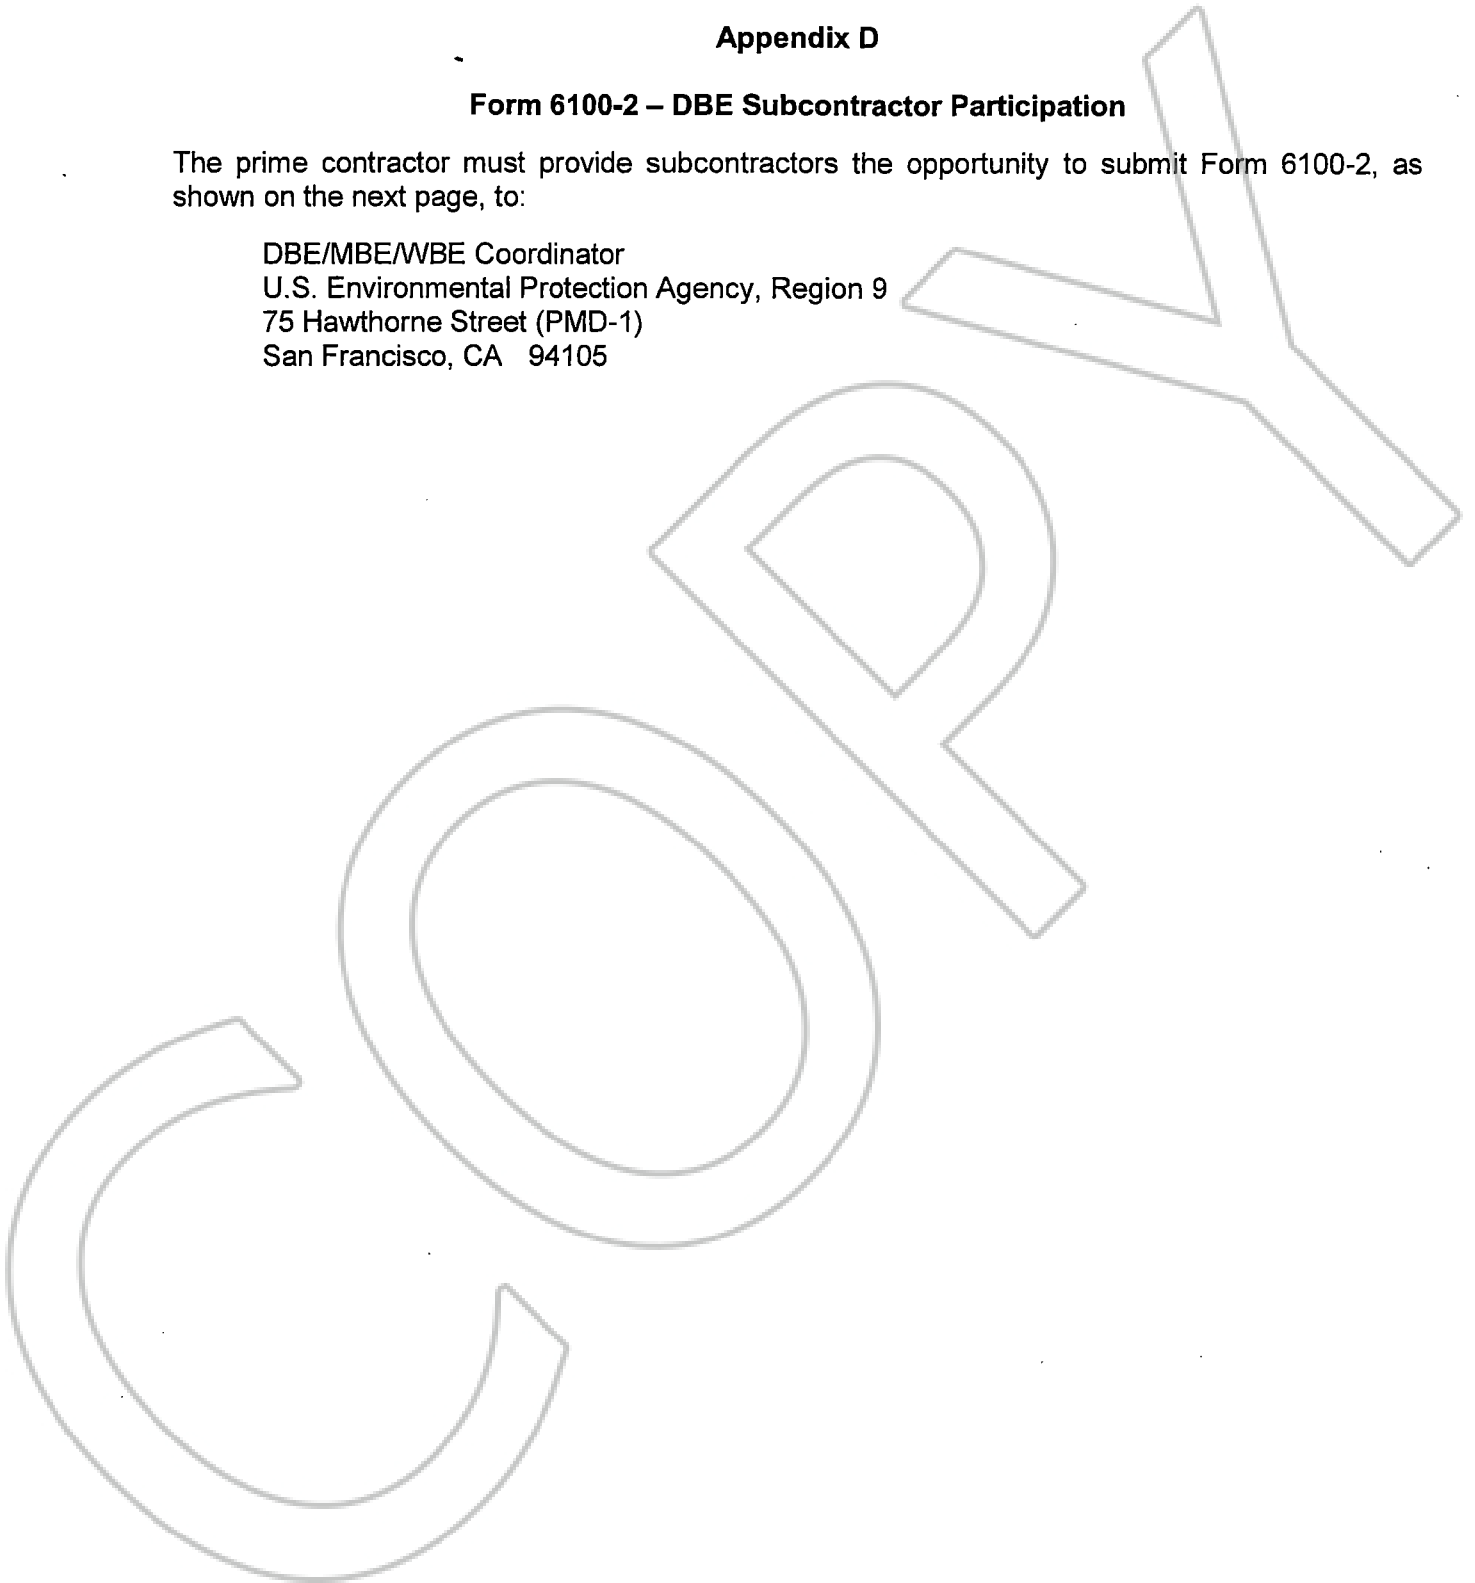 Appendix D
Form 6100-2 – DBE Subcontractor Participation
The prime contractor must provide subcontractors the opportunity to submit Form 6100-2, as
shown on the next page, to:
DBE/MBE/WBE Coordinator
U.S. Environmental Protection Agency, Region 9
75 Hawthorne Street (PMD-1)
San Francisco, CA 94105
COPY